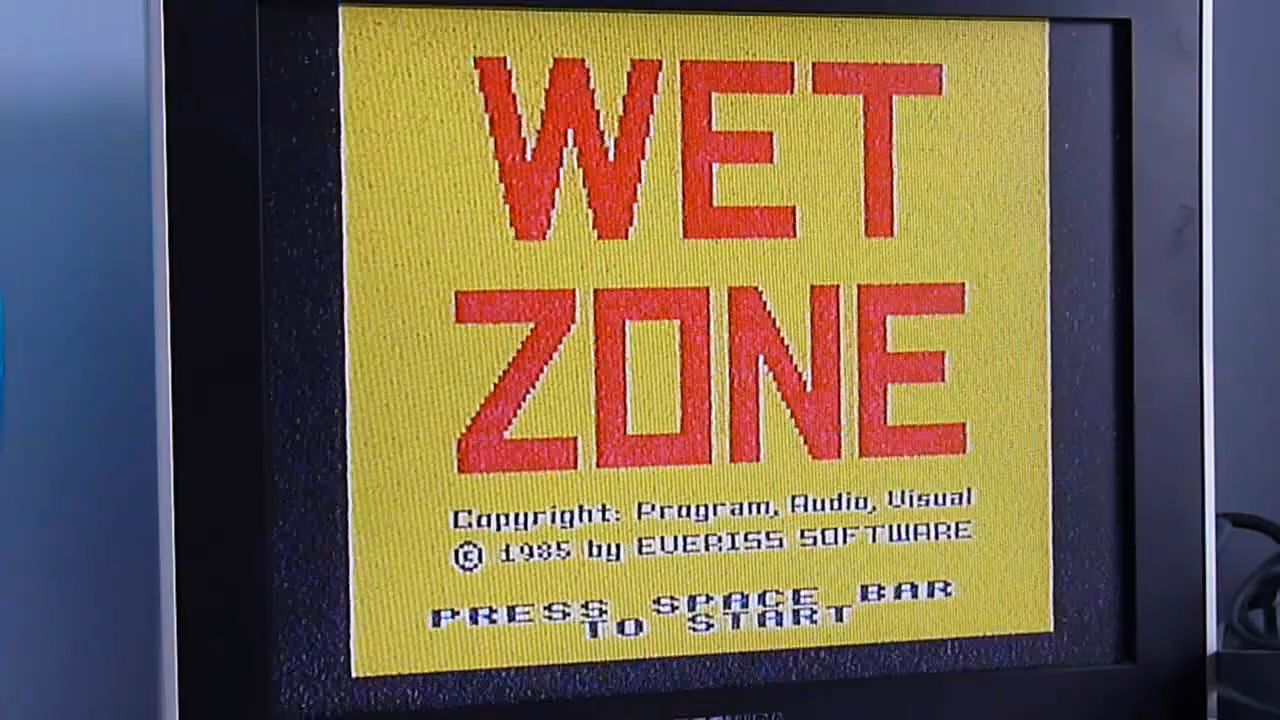 WET
ZONE
Copyright: Program, Audio, Visual
© 1985 by EVERISS SOFTWARE
PRESS SPACE BAR
TO START